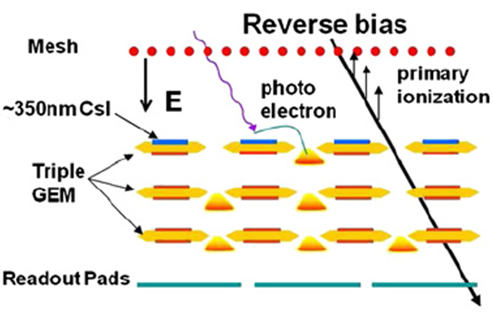 Reverse bias
Mesh
E
photo
electron
primary
ionization
~350nm CsI
Triple
GEM
Readout Pads